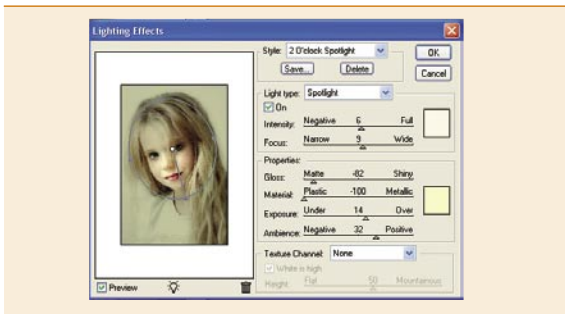 Lighting Effects
Style: 2 O'clock Spotlight
OK
Save...
Delete
Cancel
Light type: Spotlight
On
Intensity: Negative 6 Full
Focus: Narrow 9 Wide
Properties:
Gloss: Matte -82 Shiny
Material: Plastic -100 Metallic
Exposure: Under 14 Over
Ambience: Negative 32 Positive
Texture Channel: None
White is high
Height: Flat 50 Mountainous
Preview